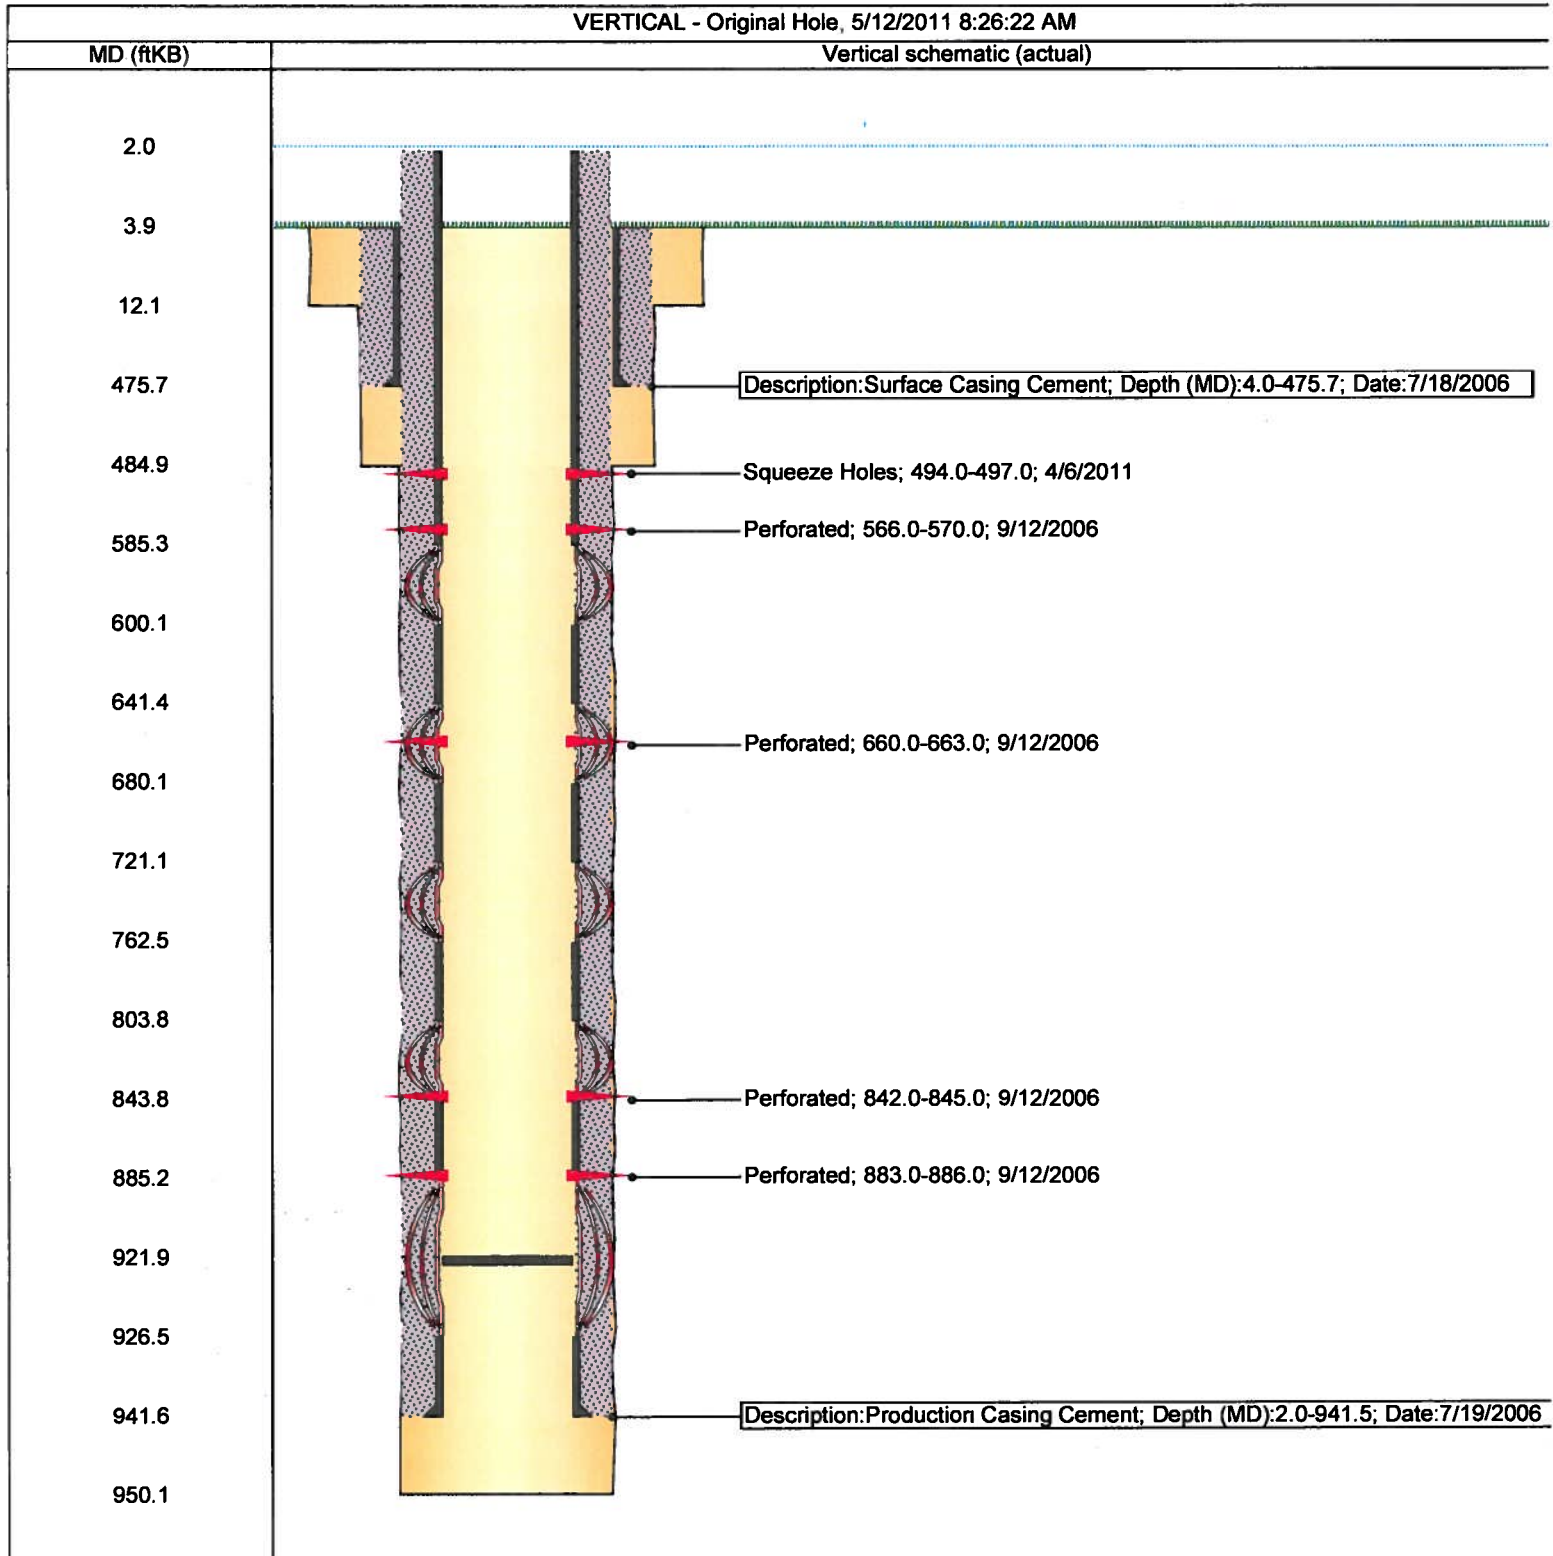 VERTICAL - Original Hole, 5/12/2011 8:26:22 AM
MD (ftKB)
Vertical schematic (actual)
2.0
3.9
12.1
475.7
Description:Surface Casing Cement; Depth (MD):4.0-475.7; Date:7/18/2006
484.9
Squeeze Holes; 494.0-497.0; 4/6/2011
Perforated; 566.0-570.0; 9/12/2006
585.3
600.1
641.4
Perforated; 660.0-663.0; 9/12/2006
680.1
721.1
762.5
803.8
843.8
Perforated; 842.0-845.0; 9/12/2006
885.2
Perforated; 883.0-886.0; 9/12/2006
921.9
926.5
941.6
Description:Production Casing Cement; Depth (MD):2.0-941.5; Date:7/19/2006
950.1